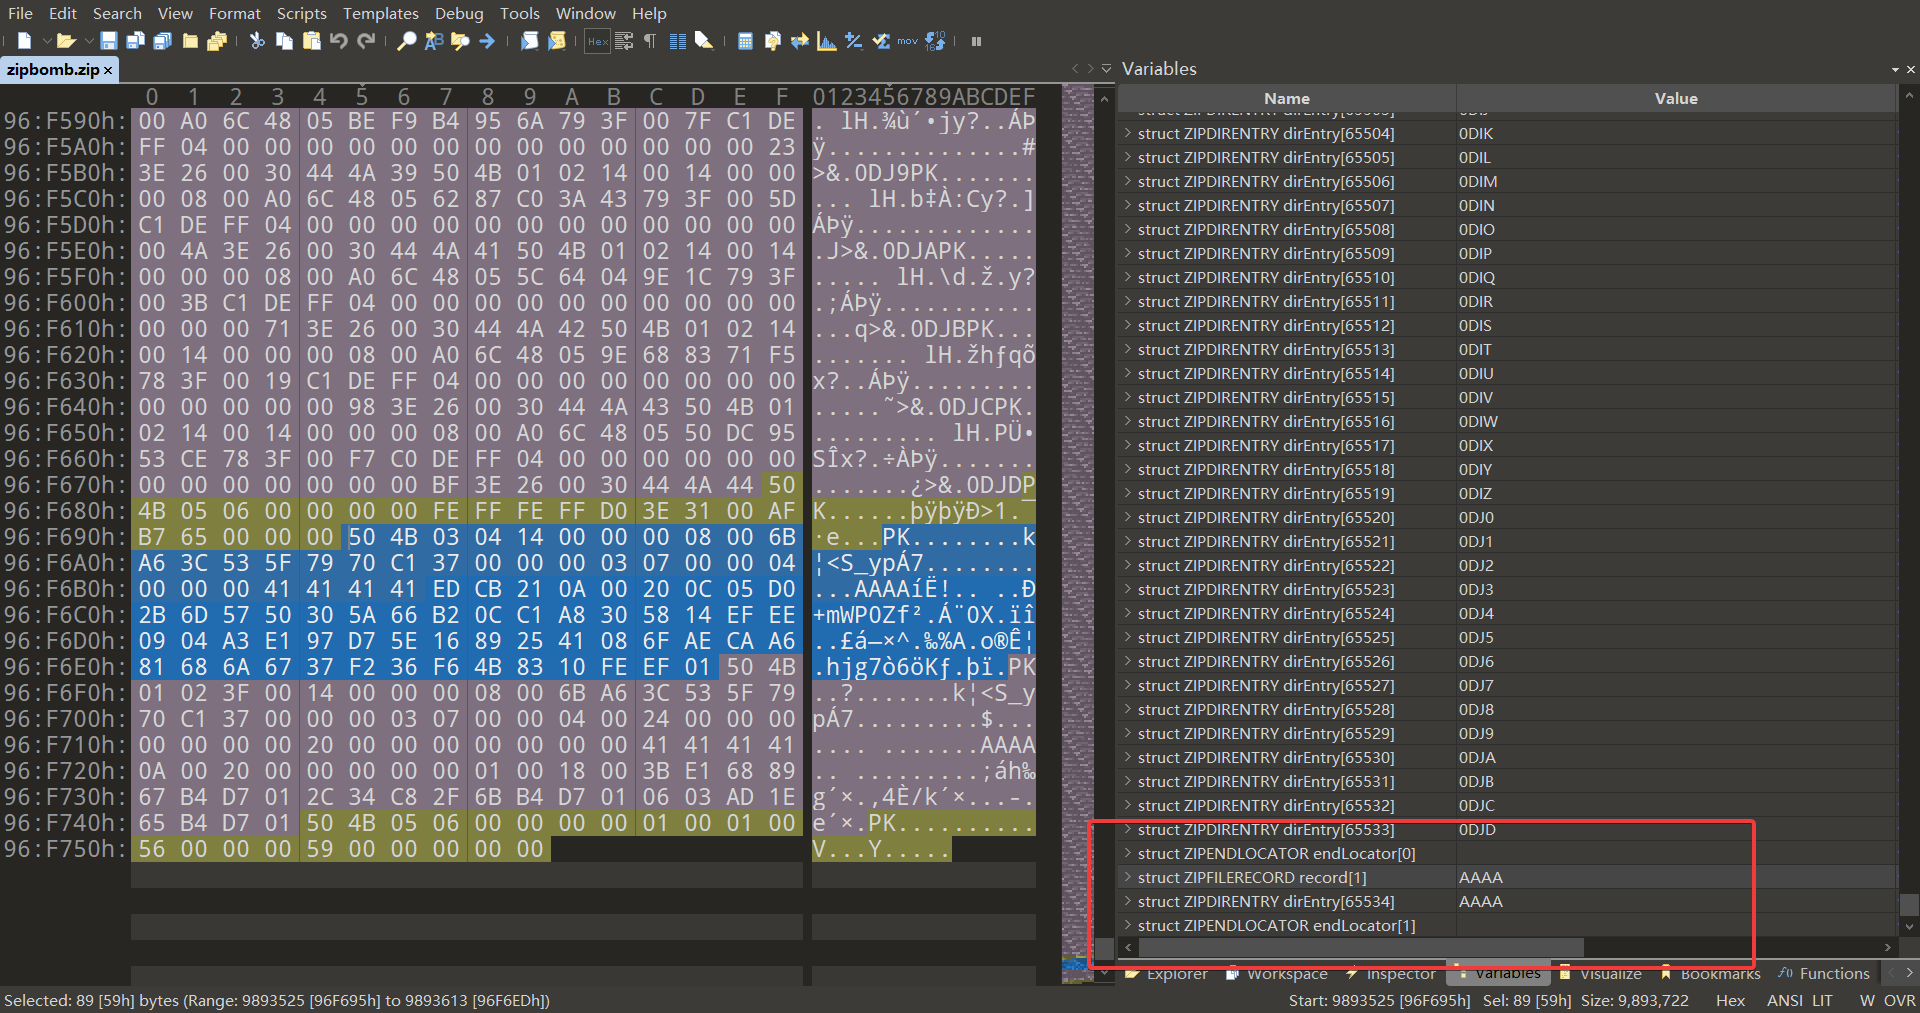 File Edit Search View Format Scripts Templates Debug Tools Window Help
zipbomb.zip ×
Variables
0 1 2 3 4 5 6 7 8 9 A B C D E F 0123456789ABCDEF
Name Value
96:F590h: 00 A0 6C 48 05 BE F9 B4 95 6A 79 3F 00 7F C1 DE . lH.¾ù´•jy?..ÁÞ
96:F5A0h: FF 04 00 00 00 00 00 00 00 00 00 00 00 00 00 23 ÿ..............#
96:F5B0h: 3E 26 00 30 44 4A 39 50 4B 01 02 14 00 14 00 00 >&.0DJ9PK.......
96:F5C0h: 00 08 00 A0 6C 48 05 62 87 C0 3A 43 79 3F 00 5D ... lH.b‡À:Cy?.]
96:F5D0h: C1 DE FF 04 00 00 00 00 00 00 00 00 00 00 00 00 ÁÞÿ.............
96:F5E0h: 00 4A 3E 26 00 30 44 4A 41 50 4B 01 02 14 00 14 .J>&.0DJAPK.....
96:F5F0h: 00 00 00 08 00 A0 6C 48 05 5C 64 04 9E 1C 79 3F ..... lH.\d.ž.y?
96:F600h: 00 3B C1 DE FF 04 00 00 00 00 00 00 00 00 00 00 .;ÁÞÿ...........
96:F610h: 00 00 00 71 3E 26 00 30 44 4A 42 50 4B 01 02 14 ...q>&.0DJBPK...
96:F620h: 00 14 00 00 00 08 00 A0 6C 48 05 9E 68 83 71 F5 ....... lH.žhƒqõ
96:F630h: 78 3F 00 19 C1 DE FF 04 00 00 00 00 00 00 00 00 x?..ÁÞÿ.........
96:F640h: 00 00 00 00 00 98 3E 26 00 30 44 4A 43 50 4B 01 .....˜>&.0DJCPK.
96:F650h: 02 14 00 14 00 00 00 08 00 A0 6C 48 05 50 DC 95 ......... lH.PÜ•
96:F660h: 53 CE 78 3F 00 F7 C0 DE FF 04 00 00 00 00 00 00 SÎx?.÷ÀÞÿ.......
96:F670h: 00 00 00 00 00 00 00 BF 3E 26 00 30 44 4A 44 50 .......¿>&.0DJDP
96:F680h: 4B 05 06 00 00 00 00 FE FF FE FF D0 3E 31 00 AF K......þÿþÿÐ>1.¯
96:F690h: B7 65 00 00 00 50 4B 03 04 14 00 00 00 08 00 6B ·e...PK........k
96:F6A0h: A6 3C 53 5F 79 70 C1 37 00 00 00 03 07 00 00 04 ¦<S_ypÁ7........
96:F6B0h: 00 00 00 41 41 41 41 ED CB 21 0A 00 20 0C 05 D0 ...AAAAíË!.. ..Ð
96:F6C0h: 2B 6D 57 50 30 5A 66 B2 0C C1 A8 30 58 14 EF EE +mWP0Zf².Á¨0X.ïî
96:F6D0h: 09 04 A3 E1 97 D7 5E 16 89 25 41 08 6F AE CA A6 ..£á—×^.‰%A.o®Ê¦
96:F6E0h: 81 68 6A 67 37 F2 36 F6 4B 83 10 FE EF 01 50 4B .hjg7ò6öKƒ.þï.PK
96:F6F0h: 01 02 3F 00 14 00 00 00 08 00 6B A6 3C 53 5F 79 ..?.......k¦<S_y
96:F700h: 70 C1 37 00 00 00 03 07 00 00 04 00 24 00 00 00 pÁ7.........$...
96:F710h: 00 00 00 00 20 00 00 00 00 00 00 00 41 41 41 41 .... .......AAAA
96:F720h: 0A 00 20 00 00 00 00 00 01 00 18 00 3B E1 68 89 .. .........;áh‰
96:F730h: 67 B4 D7 01 2C 34 C8 2F 6B B4 D7 01 06 03 AD 1E g´×.,4È/k´×...-.
96:F740h: 65 B4 D7 01 50 4B 05 06 00 00 00 00 01 00 01 00 e´×.PK..........
96:F750h: 56 00 00 00 59 00 00 00 00 00 V...Y.....
struct ZIPDIRENTRY dirEntry[65504] 0DIK
struct ZIPDIRENTRY dirEntry[65505] 0DIL
struct ZIPDIRENTRY dirEntry[65506] 0DIM
struct ZIPDIRENTRY dirEntry[65507] 0DIN
struct ZIPDIRENTRY dirEntry[65508] 0DIO
struct ZIPDIRENTRY dirEntry[65509] 0DIP
struct ZIPDIRENTRY dirEntry[65510] 0DIQ
struct ZIPDIRENTRY dirEntry[65511] 0DIR
struct ZIPDIRENTRY dirEntry[65512] 0DIS
struct ZIPDIRENTRY dirEntry[65513] 0DIT
struct ZIPDIRENTRY dirEntry[65514] 0DIU
struct ZIPDIRENTRY dirEntry[65515] 0DIV
struct ZIPDIRENTRY dirEntry[65516] 0DIW
struct ZIPDIRENTRY dirEntry[65517] 0DIX
struct ZIPDIRENTRY dirEntry[65518] 0DIY
struct ZIPDIRENTRY dirEntry[65519] 0DIZ
struct ZIPDIRENTRY dirEntry[65520] 0DJ0
struct ZIPDIRENTRY dirEntry[65521] 0DJ1
struct ZIPDIRENTRY dirEntry[65522] 0DJ2
struct ZIPDIRENTRY dirEntry[65523] 0DJ3
struct ZIPDIRENTRY dirEntry[65524] 0DJ4
struct ZIPDIRENTRY dirEntry[65525] 0DJ5
struct ZIPDIRENTRY dirEntry[65526] 0DJ6
struct ZIPDIRENTRY dirEntry[65527] 0DJ7
struct ZIPDIRENTRY dirEntry[65528] 0DJ8
struct ZIPDIRENTRY dirEntry[65529] 0DJ9
struct ZIPDIRENTRY dirEntry[65530] 0DJA
struct ZIPDIRENTRY dirEntry[65531] 0DJB
struct ZIPDIRENTRY dirEntry[65532] 0DJC
struct ZIPDIRENTRY dirEntry[65533] 0DJD
struct ZIPENDLOCATOR endLocator[0]
struct ZIPFILERECORD record[1] AAAA
struct ZIPDIRENTRY dirEntry[65534] AAAA
struct ZIPENDLOCATOR endLocator[1]
Explorer Workspace Inspector Variables Visualize Bookmarks Functions
Selected: 89 [59h] bytes (Range: 9893525 [96F695h] to 9893613 [96F6EDh]) Start: 9893525 [96F695h] Sel: 89 [59h] Size: 9,893,722 Hex ANSI LIT W OVR